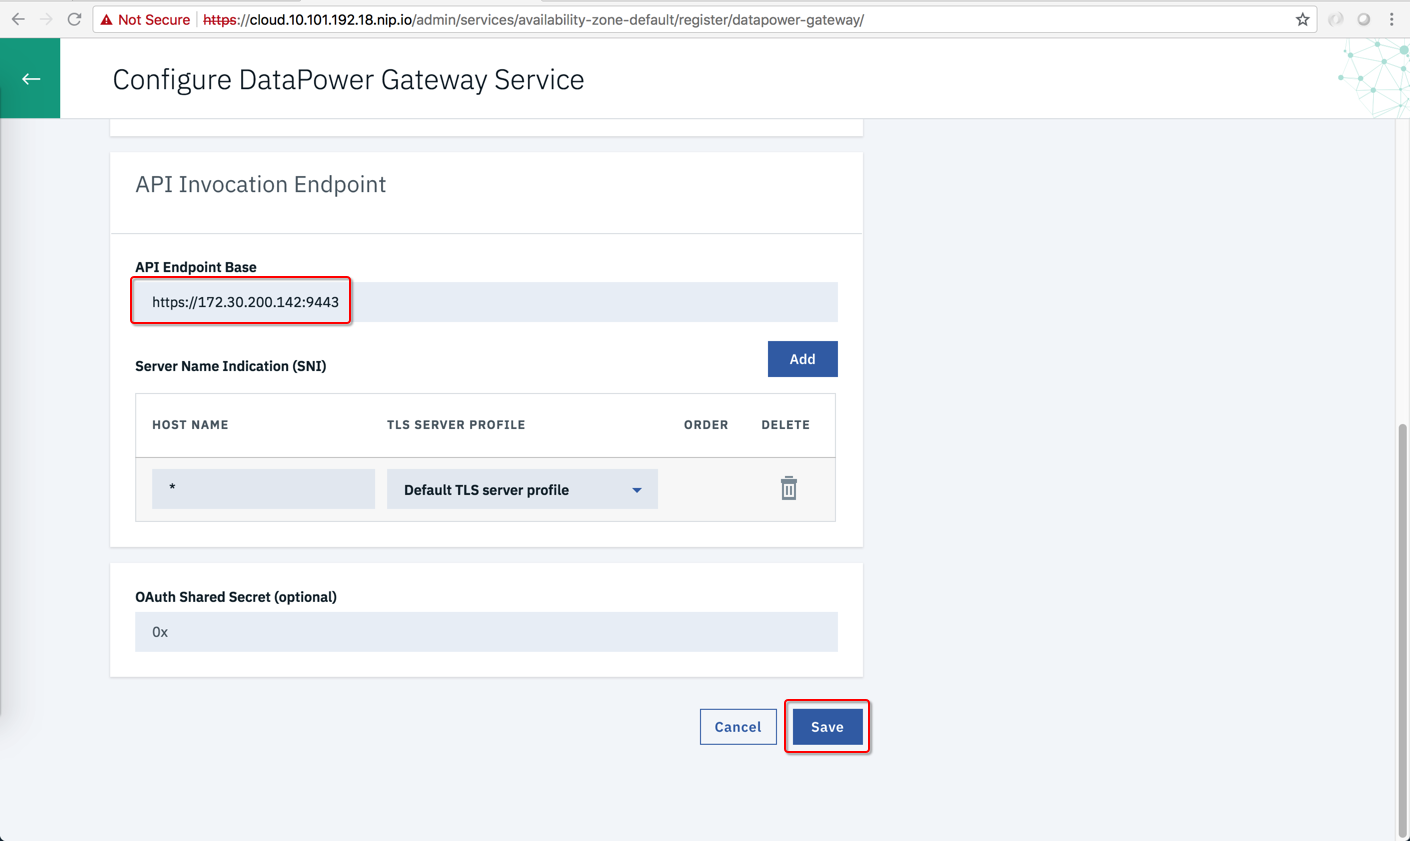 Not Secure https://cloud.10.101.192.18.nip.io/admin/services/availability-zone-default/register/datapower-gateway/
Configure DataPower Gateway Service
API Invocation Endpoint
API Endpoint Base
https://172.30.200.142:9443
Server Name Indication (SNI)
Add
HOST NAME TLS SERVER PROFILE ORDER DELETE
* Default TLS server profile
OAuth Shared Secret (optional)
0x
Cancel Save